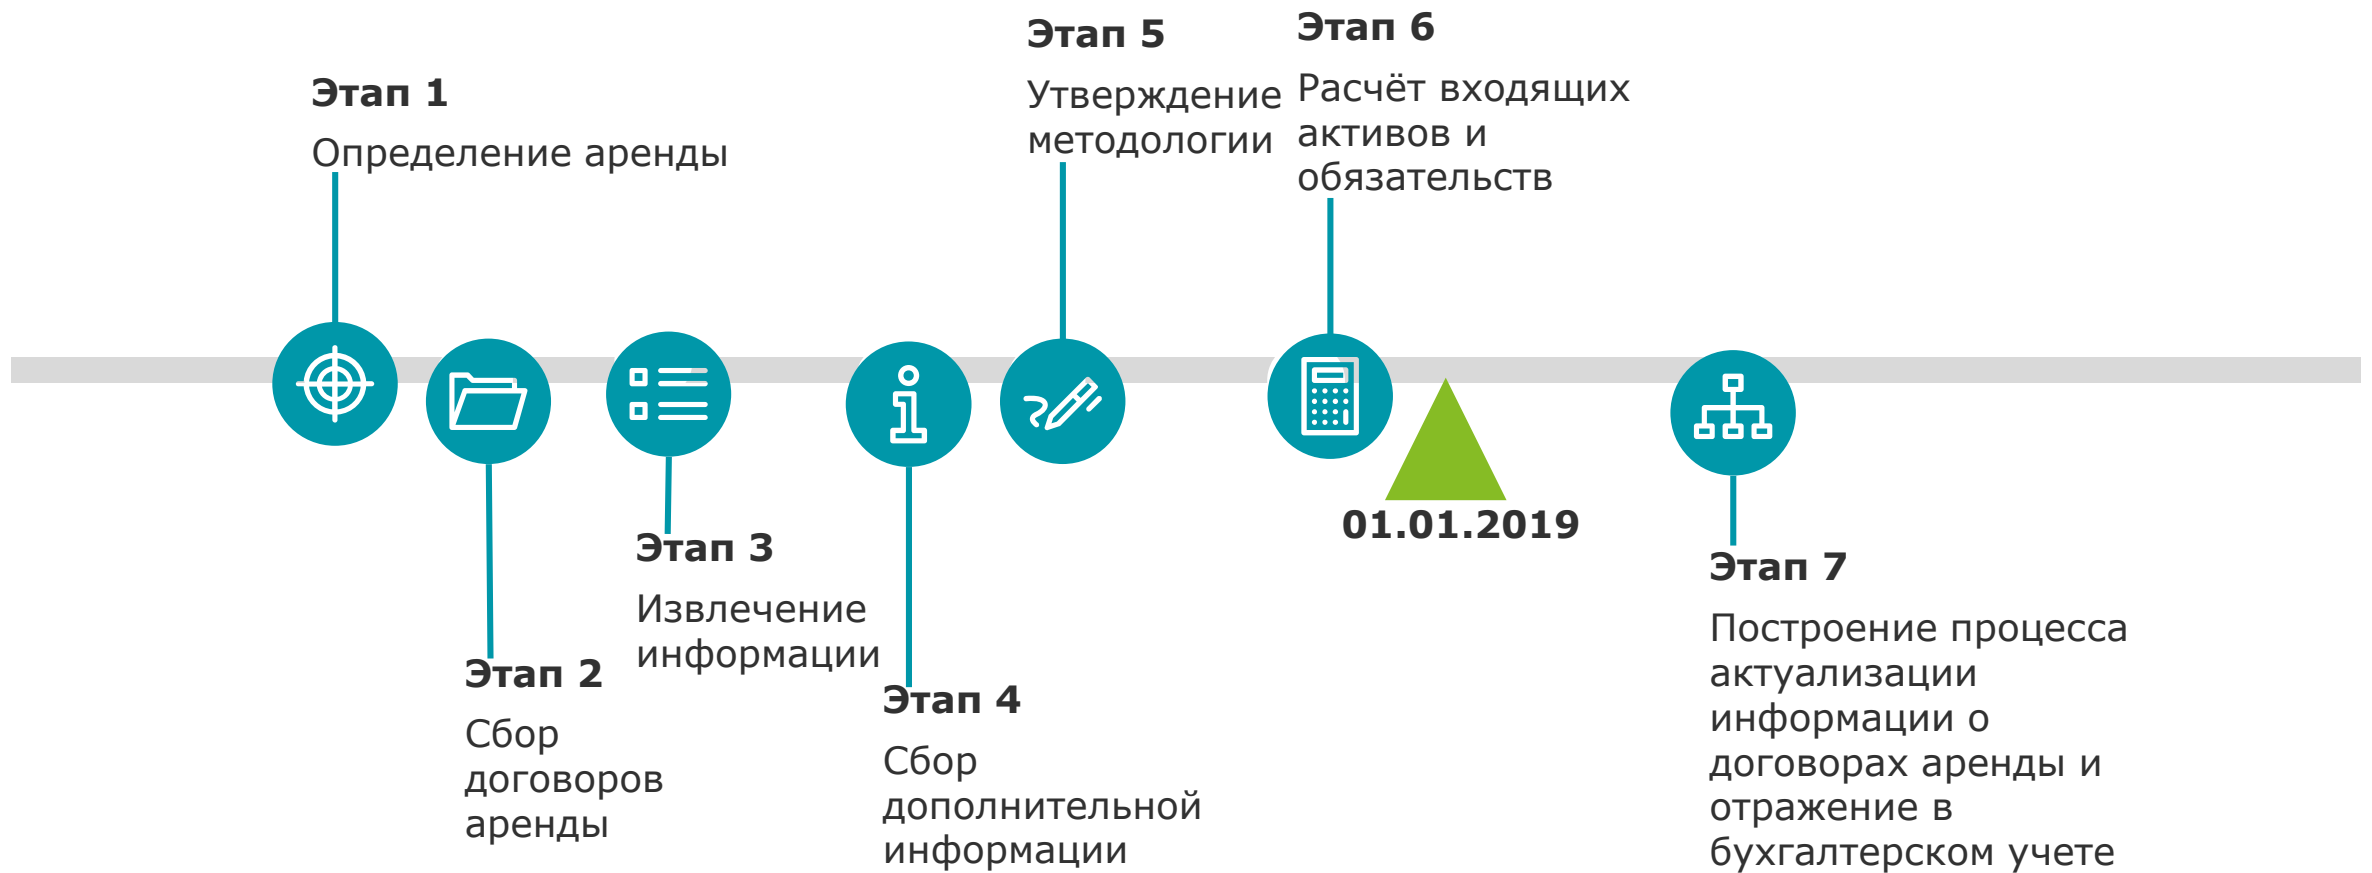 Этап 1
Определение аренды
Этап 2
Сбор
договоров
аренды
Этап 3
Извлечение
информации
Этап 4
Сбор
дополнительной
информации
Этап 5
Утверждение
методологии
Этап 6
Расчёт входящих
активов и
обязательств
01.01.2019
Этап 7
Построение процесса
актуализации
информации о
договорах аренды и
отражение в
бухгалтерском учете